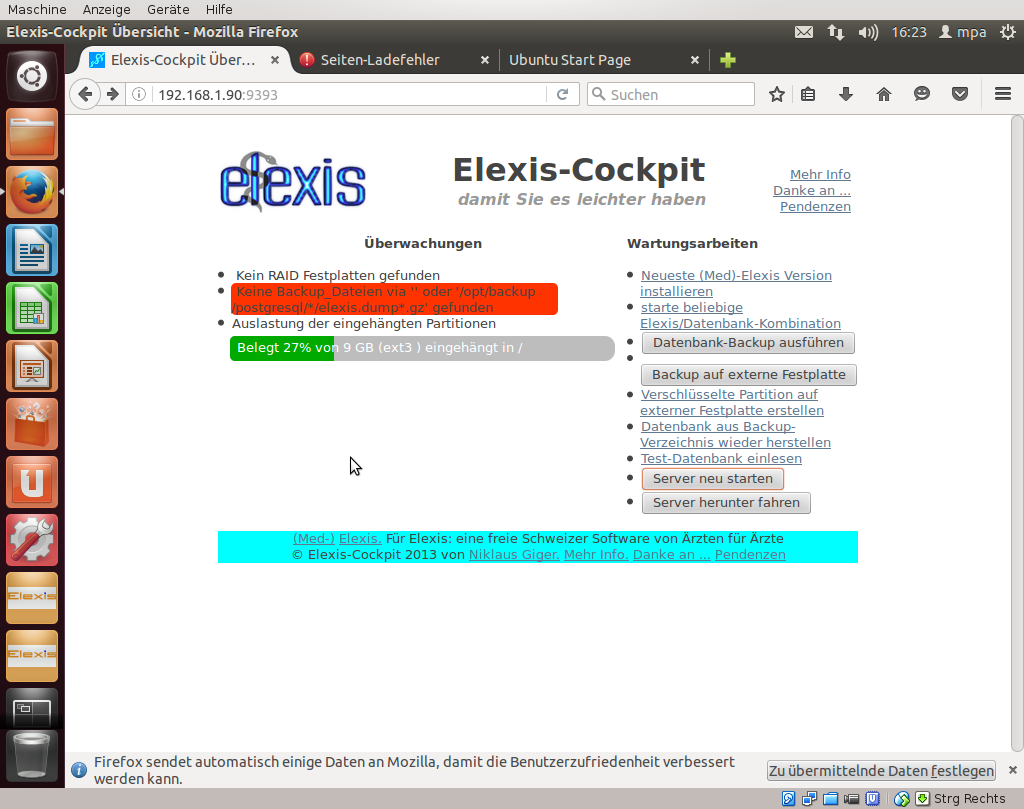 Maschine Anzeige Geräte Hilfe
Elexis-Cockpit Übersicht - Mozilla Firefox
16:23 mpa
Elexis-Cockpit Über...
Seiten-Ladefehler
Ubuntu Start Page
192.168.1.90:9393
Suchen
elexis
Elexis-Cockpit
damit Sie es leichter haben
Mehr Info
Danke an ...
Pendenzen
Überwachungen
Kein RAID Festplatten gefunden
Keine Backup_Dateien via '' oder '/opt/backup
/postgresql/*/elexis.dump*.gz' gefunden
Auslastung der eingehängten Partitionen
Belegt 27% von 9 GB (ext3 ) eingehängt in /
Wartungsarbeiten
Neueste (Med)-Elexis Version
installieren
starte beliebige
Elexis/Datenbank-Kombination
Datenbank-Backup ausführen
Backup auf externe Festplatte
Verschlüsselte Partition auf
externer Festplatte erstellen
Datenbank aus Backup-
Verzeichnis wieder herstellen
Test-Datenbank einlesen
Server neu starten
Server herunter fahren
(Med-) Elexis. Für Elexis: eine freie Schweizer Software von Ärzten für Ärzte
© Elexis-Cockpit 2013 von Niklaus Giger. Mehr Info. Danke an ... Pendenzen
Elexis
Elexis
Firefox sendet automatisch einige Daten an Mozilla, damit die Benutzerzufriedenheit verbessert
werden kann.
Zu übermittelnde Daten festlegen
Strg Rechts